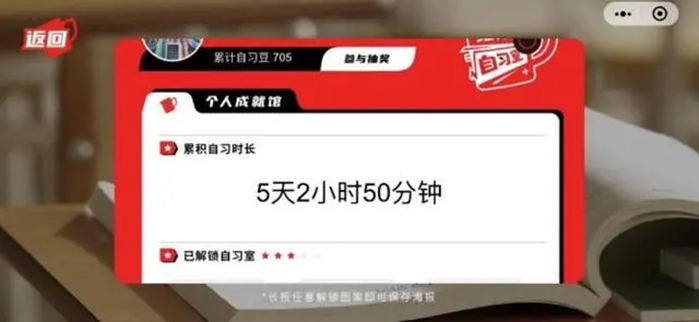 返回
累计自习豆 705
参与抽奖
自习室
个人成就馆
累积自习时长
5天2小时50分钟
已解锁自习室
*长按任意解锁图案即可保存海报